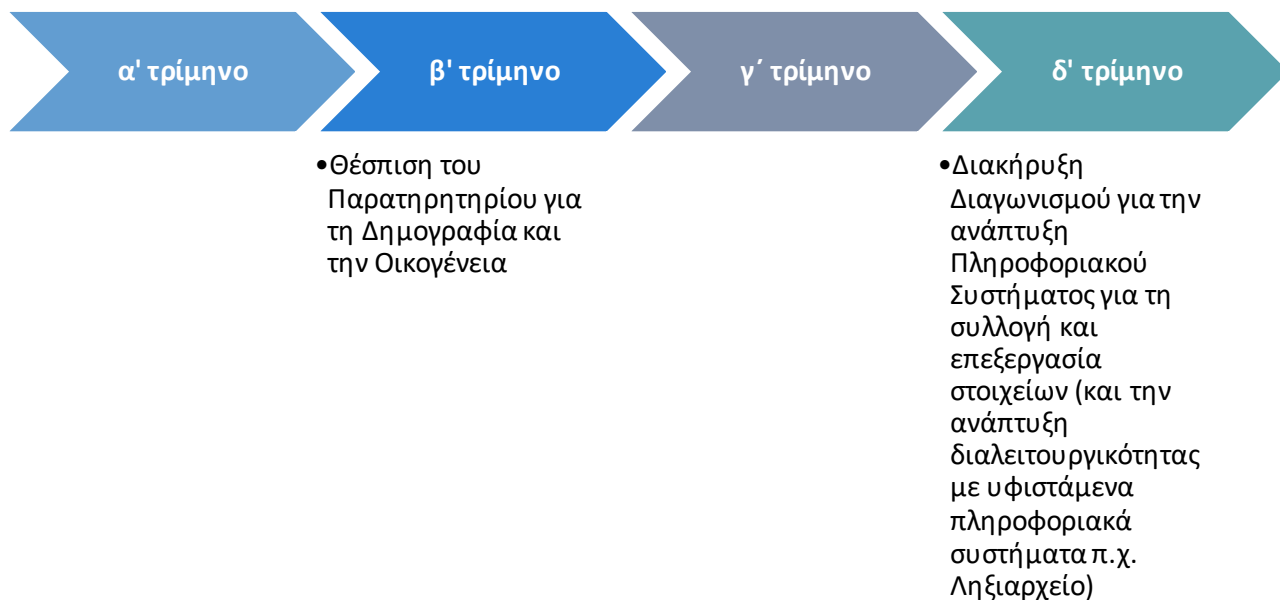 α' τρίμηνο
β' τρίμηνο
γ΄ τρίμηνο
δ' τρίμηνο
•Θέσπιση του
Παρατηρητηρίου για
τη Δημογραφία και
την Οικογένεια
•Διακήρυξη
Διαγωνισμού για την
ανάπτυξη
Πληροφοριακού
Συστήματος για τη
συλλογή και
επεξεργασία
στοιχείων (και την
ανάπτυξη
διαλειτουργικότητας
με υφιστάμενα
πληροφοριακά
συστήματα π.χ.
Ληξιαρχείο)